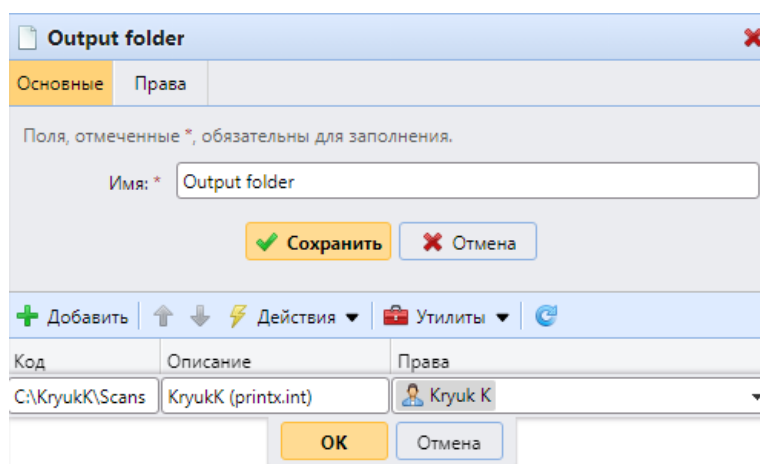 Output folder
Основные Права
Поля, отмеченные *, обязательны для заполнения.
Имя: * Output folder
Сохранить Отмена
Добавить Действия Утилиты
Код Описание Права
C:\KryukK\Scans KryukK (printx.int) Kryuk K
ОК Отмена